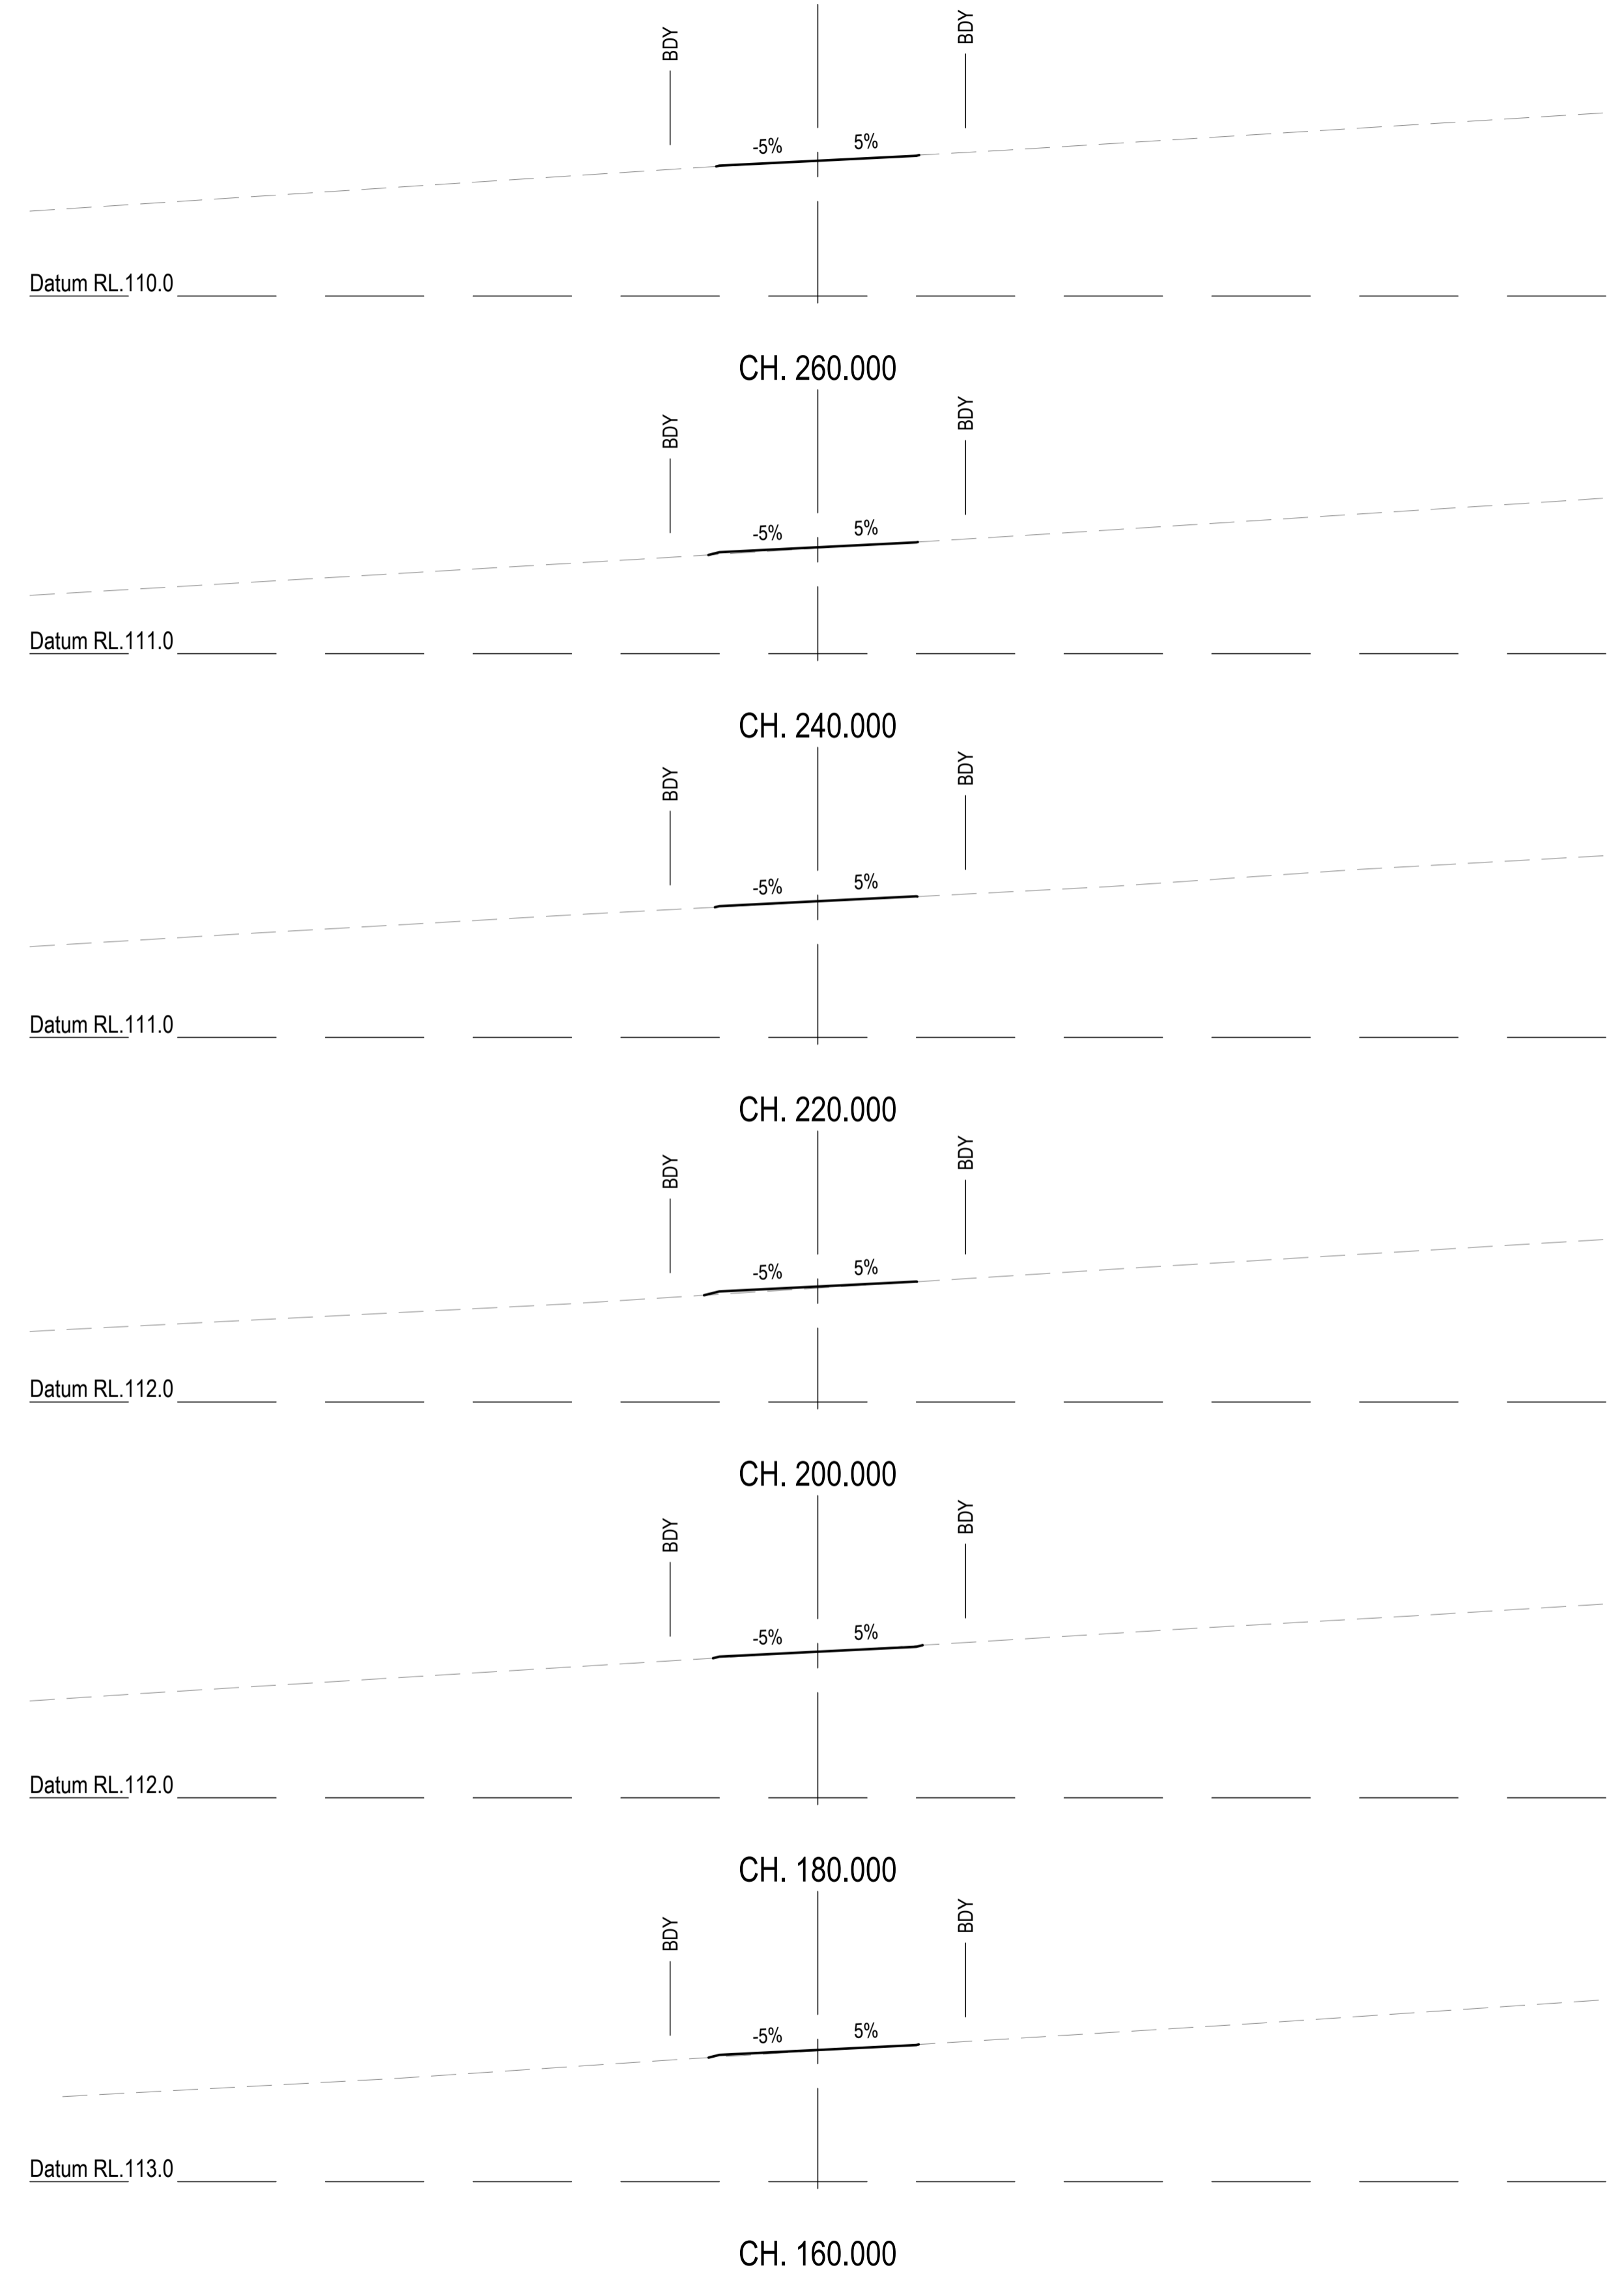 BDY
BDY
-5%
5%
Datum RL.110.0
CH. 260.000
BDY
BDY
-5%
5%
Datum RL.111.0
CH. 240.000
BDY
BDY
-5%
5%
Datum RL.111.0
CH. 220.000
BDY
BDY
-5%
5%
Datum RL.112.0
CH. 200.000
BDY
BDY
-5%
5%
Datum RL.112.0
CH. 180.000
BDY
BDY
-5%
5%
Datum RL.113.0
CH. 160.000